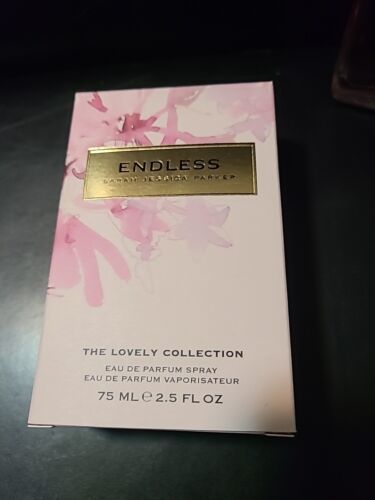 ENDLESS
SARAH JESSICA PARKER
THE LOVELY COLLECTION
EAU DE PARFUM SPRAY
EAU DE PARFUM VAPORISATEUR
75 ML ℮ 2.5 FL OZ